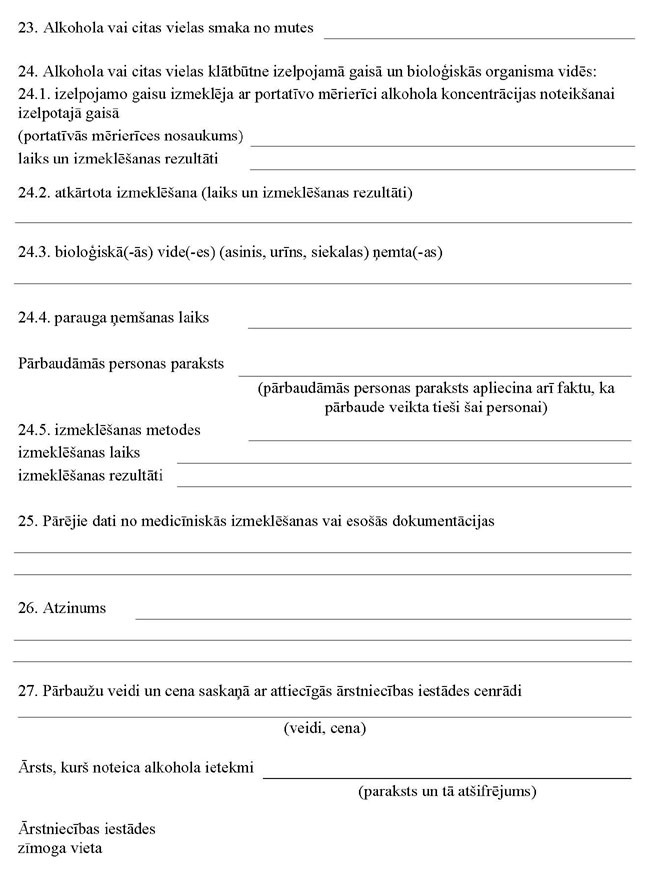 23. Alkohola vai citas vielas smaka no mutes
24. Alkohola vai citas vielas klātbūtne izelpojamā gaisā un bioloģiskās organisma vidēs:
24.1. izelpojamo gaisu izmeklēja ar portatīvo mērierīci alkohola koncentrācijas noteikšanai
izelpotajā gaisā
(portatīvās mērierīces nosaukums)
laiks un izmeklēšanas rezultāti
24.2. atkārtota izmeklēšana (laiks un izmeklēšanas rezultāti)
24.3. bioloģiskā(-ās) vide(-es) (asinis, urīns, siekalas) ņemta(-as)
24.4. parauga ņemšanas laiks
Pārbaudāmās personas paraksts
(pārbaudāmās personas paraksts apliecina arī faktu, ka
pārbaude veikta tieši šai personai)
24.5. izmeklēšanas metodes
izmeklēšanas laiks
izmeklēšanas rezultāti
25. Pārējie dati no medicīniskās izmeklēšanas vai esošās dokumentācijas
26. Atzinums
27. Pārbaužu veidi un cena saskaņā ar attiecīgās ārstniecības iestādes cenrādi
(veidi, cena)
Ārsts, kurš noteica alkohola ietekmi
(paraksts un tā atšifrējums)
Ārstniecības iestādes
zīmoga vieta